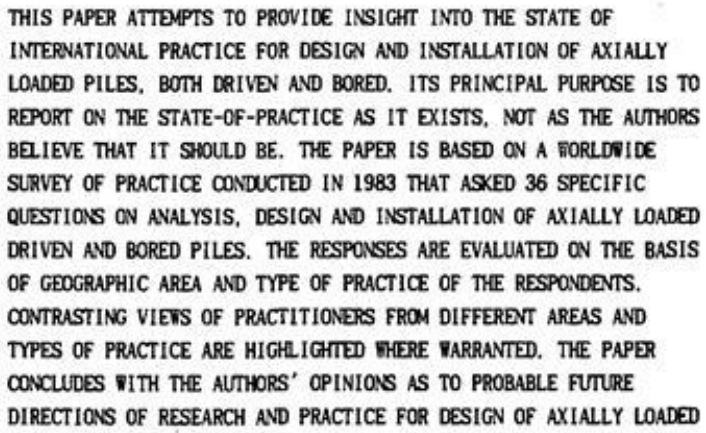 THIS PAPER ATTEMPTS TO PROVIDE INSIGHT INTO THE STATE OF
INTERNATIONAL PRACTICE FOR DESIGN AND INSTALLATION OF AXIALLY
LOADED PILES, BOTH DRIVEN AND BORED. ITS PRINCIPAL PURPOSE IS TO
REPORT ON THE STATE-OF-PRACTICE AS IT EXISTS, NOT AS THE AUTHORS
BELIEVE THAT IT SHOULD BE. THE PAPER IS BASED ON A WORLDWIDE
SURVEY OF PRACTICE CONDUCTED IN 1983 THAT ASKED 36 SPECIFIC
QUESTIONS ON ANALYSIS, DESIGN AND INSTALLATION OF AXIALLY LOADED
DRIVEN AND BORED PILES. THE RESPONSES ARE EVALUATED ON THE BASIS
OF GEOGRAPHIC AREA AND TYPE OF PRACTICE OF THE RESPONDENTS.
CONTRASTING VIEWS OF PRACTITIONERS FROM DIFFERENT AREAS AND
TYPES OF PRACTICE ARE HIGHLIGHTED WHERE WARRANTED. THE PAPER
CONCLUDES WITH THE AUTHORS' OPINIONS AS TO PROBABLE FUTURE
DIRECTIONS OF RESEARCH AND PRACTICE FOR DESIGN OF AXIALLY LOADED